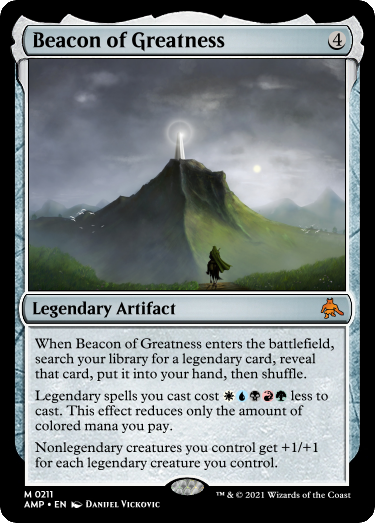 Beacon of Greatness 4
Legendary Artifact
When Beacon of Greatness enters the battlefield,
search your library for a legendary card, reveal
that card, put it into your hand, then shuffle.
Legendary spells you cast cost less to
cast. This effect reduces only the amount of
colored mana you pay.
Nonlegendary creatures you control get +1/+1
for each legendary creature you control.
M 0211
AMP • EN Danijel Vickovic
™ & © 2021 Wizards of the Coast